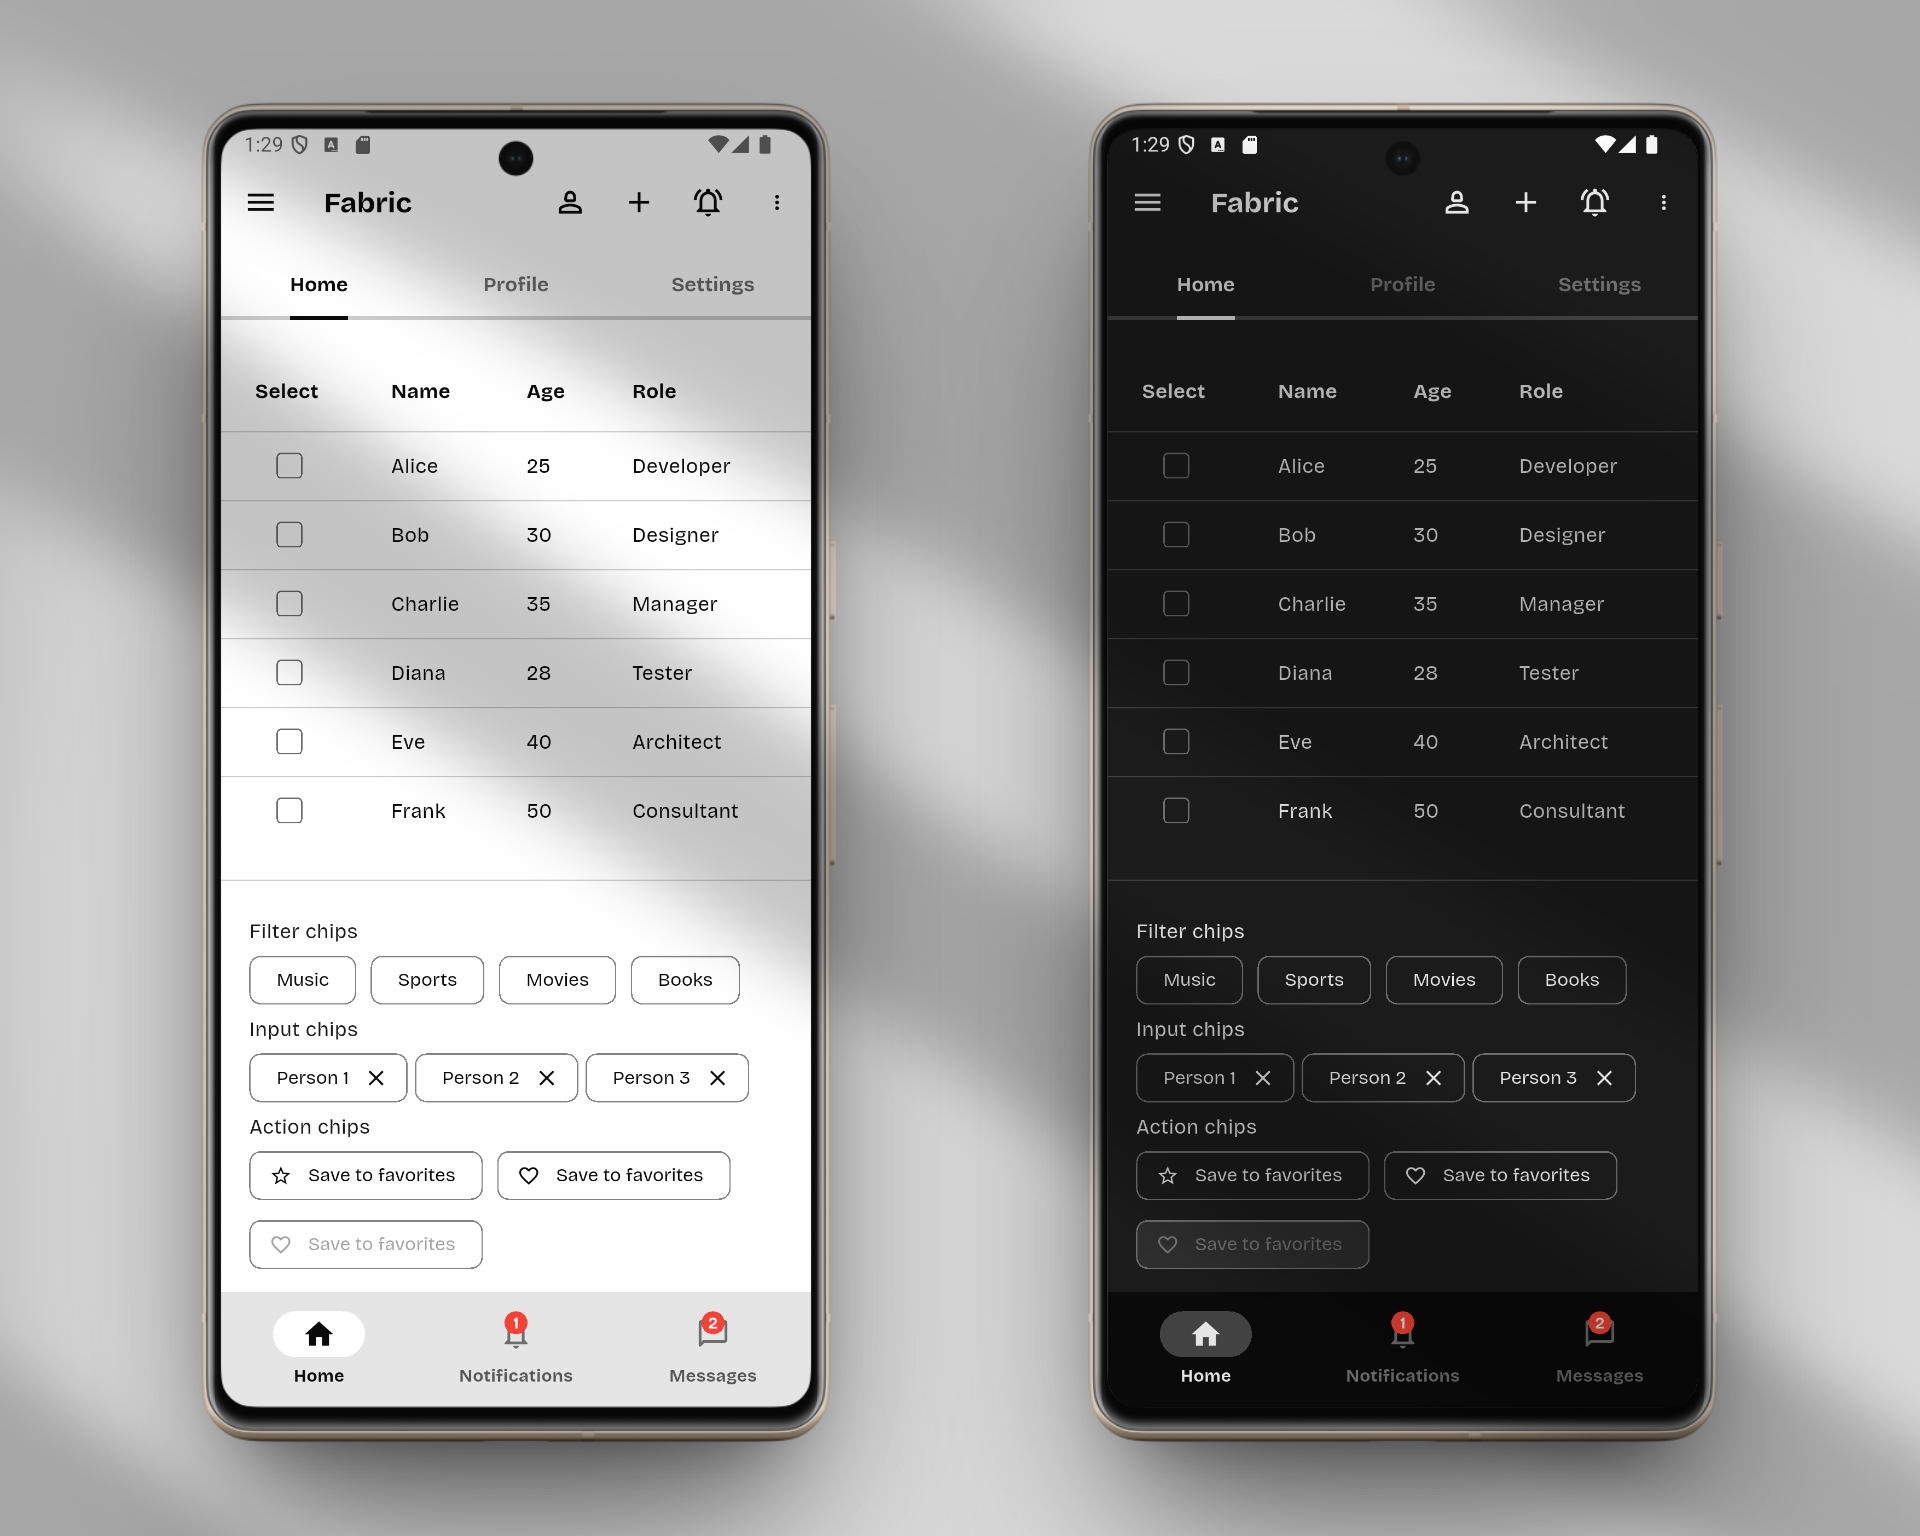 1:29
Fabric
Home Profile Settings
Select Name Age Role
Alice 25 Developer
Bob 30 Designer
Charlie 35 Manager
Diana 28 Tester
Eve 40 Architect
Frank 50 Consultant
Filter chips
Music Sports Movies Books
Input chips
Person 1 Person 2 Person 3
Action chips
Save to favorites Save to favorites
Save to favorites
1 2
Home Notifications Messages
1:29
Fabric
Home Profile Settings
Select Name Age Role
Alice 25 Developer
Bob 30 Designer
Charlie 35 Manager
Diana 28 Tester
Eve 40 Architect
Frank 50 Consultant
Filter chips
Music Sports Movies Books
Input chips
Person 1 Person 2 Person 3
Action chips
Save to favorites Save to favorites
Save to favorites
1 2
Home Notifications Messages